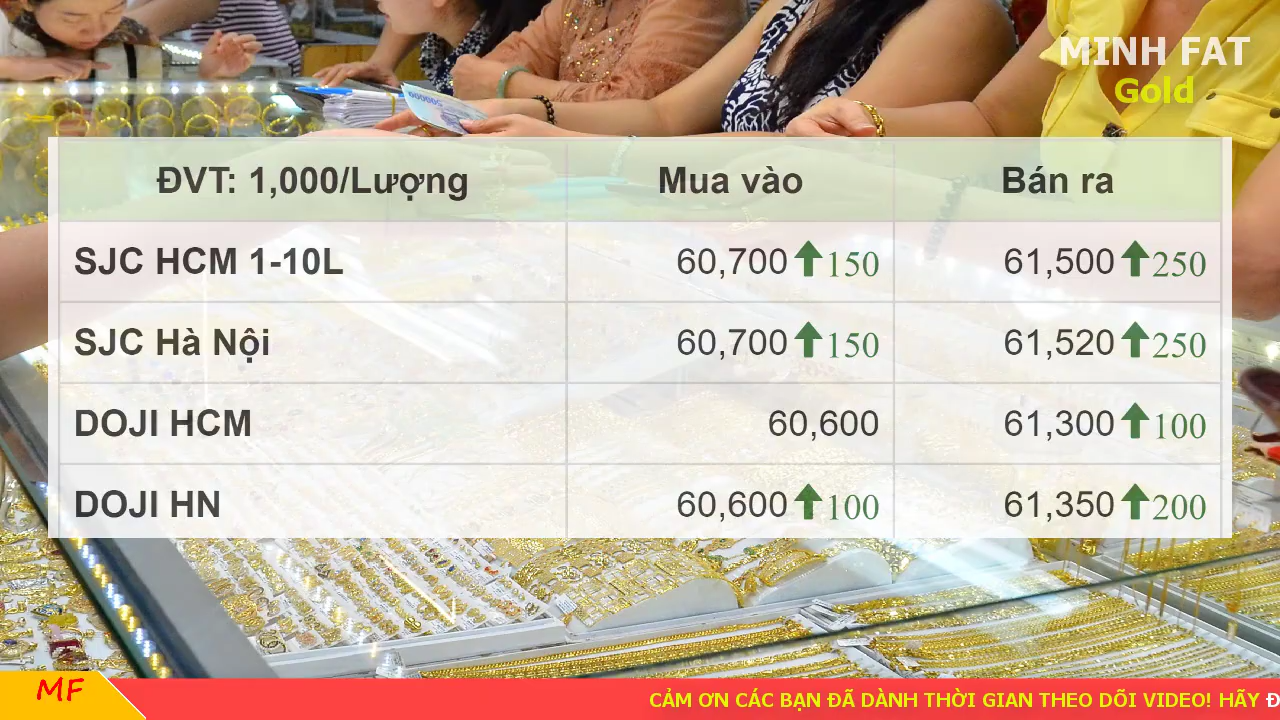 MINH FAT
Gold
ĐVT: 1,000/Lượng Mua vào Bán ra
SJC HCM 1-10L 60,700 150 61,500 250
SJC Hà Nội 60,700 150 61,520 250
DOJI HCM 60,600 61,300 100
DOJI HN 60,600 100 61,350 200
MF
CẢM ƠN CÁC BẠN ĐÃ DÀNH THỜI GIAN THEO DÕI VIDEO! HÃY Đ